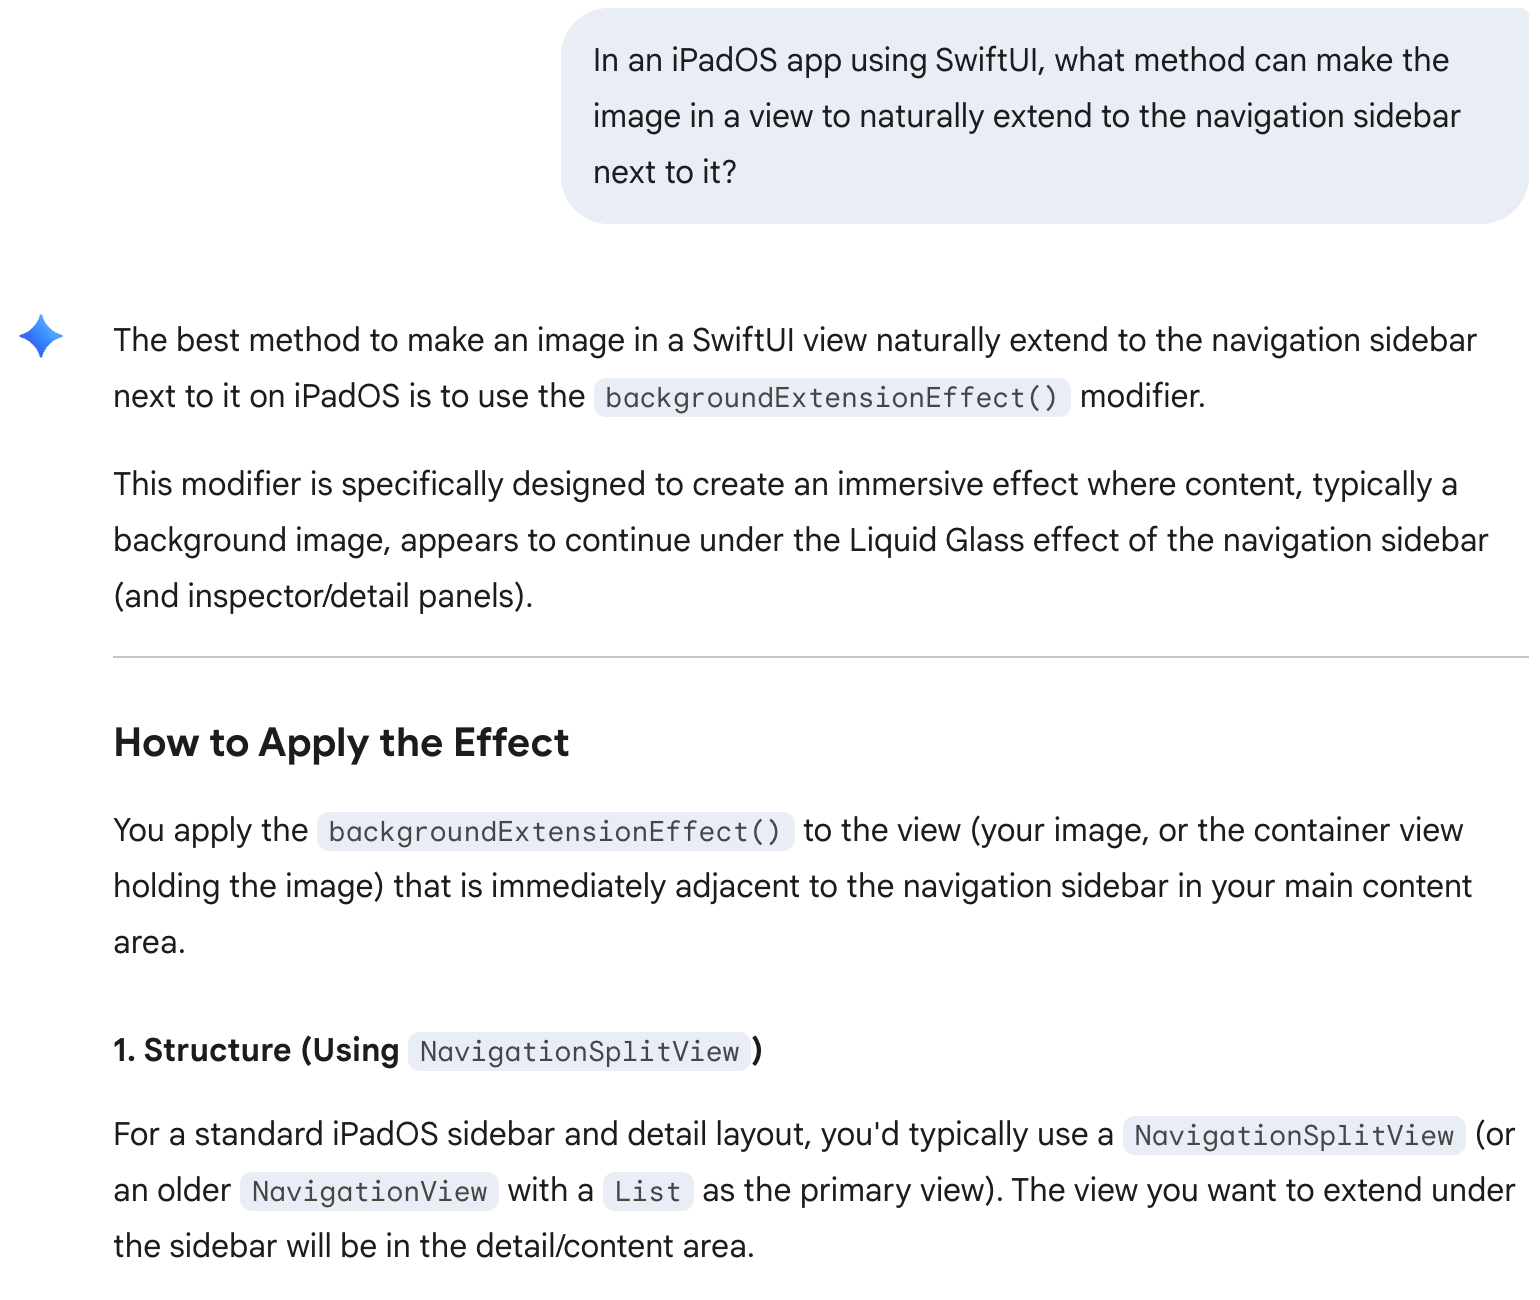 In an iPadOS app using SwiftUI, what method can make the
image in a view to naturally extend to the navigation sidebar
next to it?
The best method to make an image in a SwiftUI view naturally extend to the navigation sidebar
next to it on iPadOS is to use the backgroundExtensionEffect() modifier.
This modifier is specifically designed to create an immersive effect where content, typically a
background image, appears to continue under the Liquid Glass effect of the navigation sidebar
(and inspector/detail panels).
How to Apply the Effect
You apply the backgroundExtensionEffect() to the view (your image, or the container view
holding the image) that is immediately adjacent to the navigation sidebar in your main content
area.
1. Structure (Using NavigationSplitView)
For a standard iPadOS sidebar and detail layout, you'd typically use a NavigationSplitView (or
an older NavigationView with a List as the primary view). The view you want to extend under
the sidebar will be in the detail/content area.